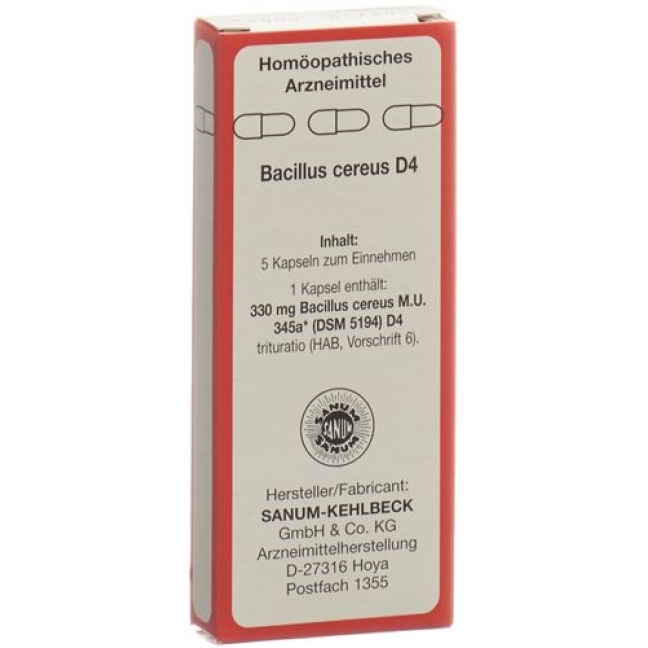 Homöopathisches
Arzneimittel
Bacillus cereus D4
Inhalt:
5 Kapseln zum Einnehmen
1 Kapsel enthält:
330 mg Bacillus cereus M.U.
345a* (DSM 5194) D4
trituratio (HAB, Vorschrift 6).
SANUM
SANUM
SANUM
Hersteller/Fabricant:
SANUM-KEHLBECK
GmbH & Co. KG
Arzneimittelherstellung
D-27316 Hoya
Postfach 1355